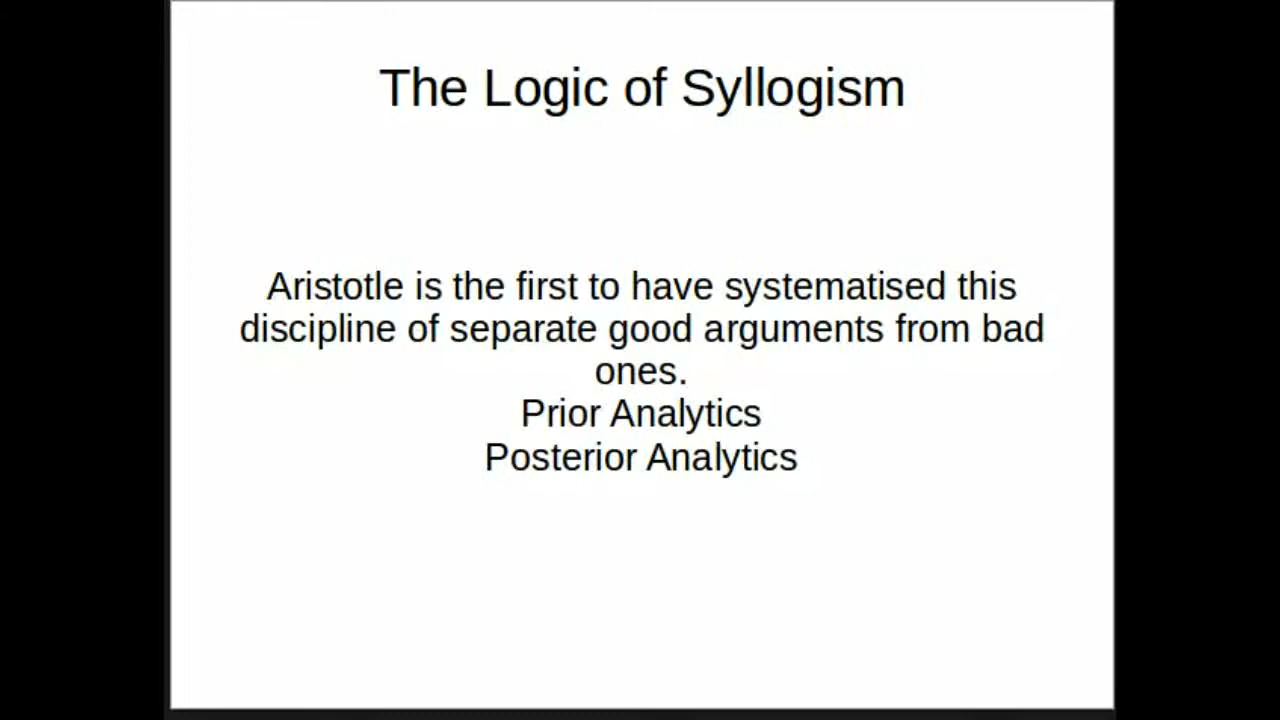 The Logic of Syllogism
Aristotle is the first to have systematised this
discipline of separate good arguments from bad
ones.
Prior Analytics
Posterior Analytics